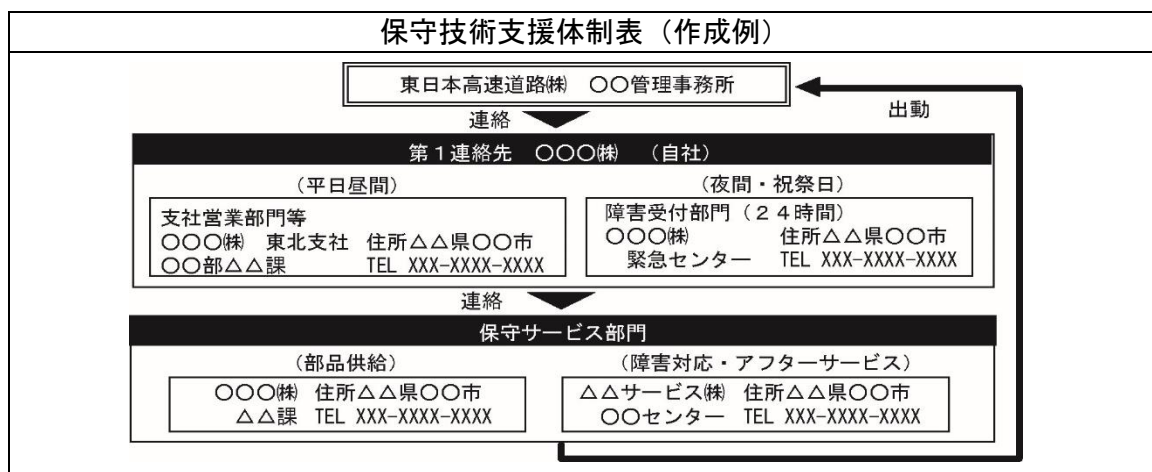 保守技術支援体制表（作成例）
東日本高速道路㈱　〇〇管理事務所
連絡
出動
第１連絡先　〇〇〇㈱　（自社）
（平日昼間）
支社営業部門等
〇〇〇㈱　東北支社　住所△△県〇〇市
〇〇部△△課　TEL XXX-XXXX-XXXX
（夜間・祝祭日）
障害受付部門（２４時間）
〇〇〇㈱　住所△△県〇〇市
緊急センター　TEL XXX-XXXX-XXXX
連絡
保守サービス部門
（部品供給）
〇〇〇㈱　住所△△県〇〇市
△△課　TEL XXX-XXXX-XXXX
（障害対応・アフターサービス）
△△サービス㈱　住所△△県〇〇市
〇〇センター　TEL XXX-XXXX-XXXX